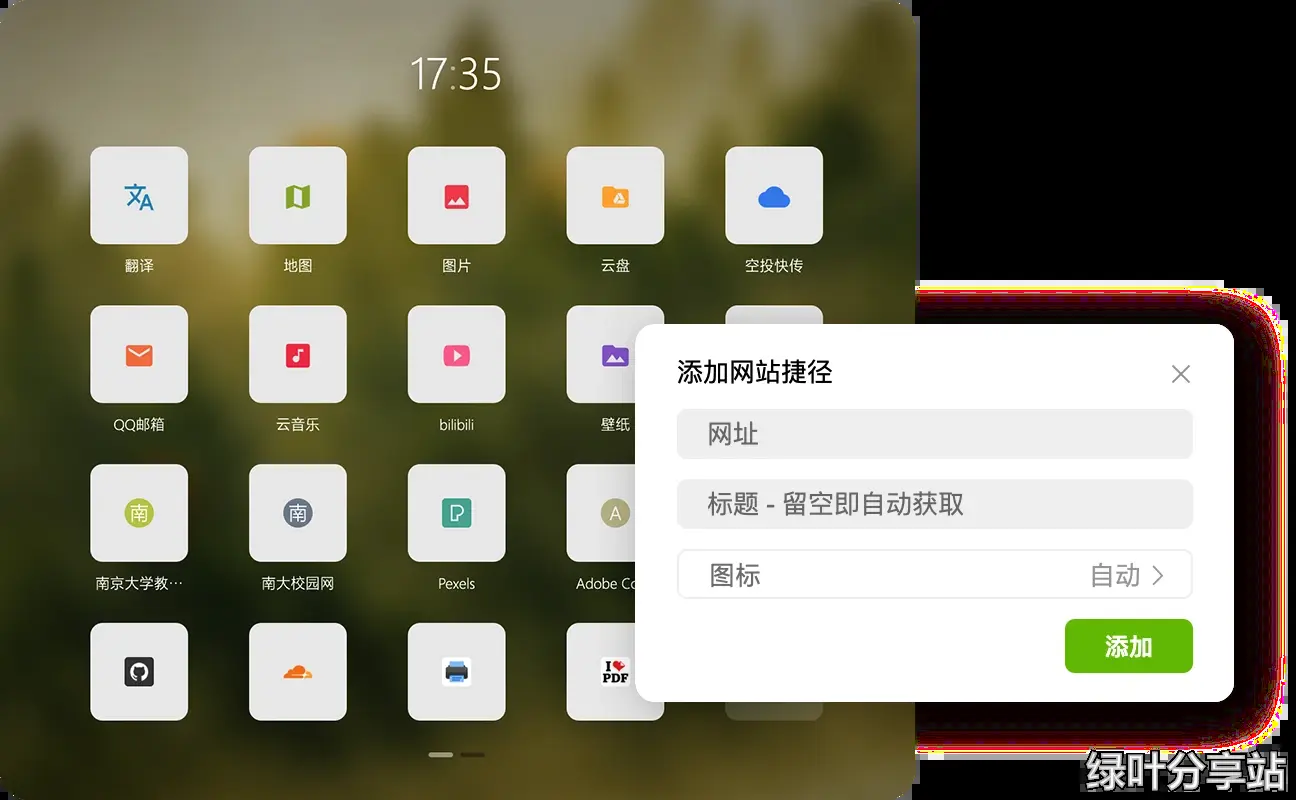 17:35
翻译
地图
图片
云盘
空投快传
QQ邮箱
云音乐
bilibili
壁纸
南
南
A
南京大学教…
南大校园网
Pexels
Adobe Co
I PDF
添加网站捷径
网址
标题 - 留空即自动获取
图标
自动
添加
绿叶分享站